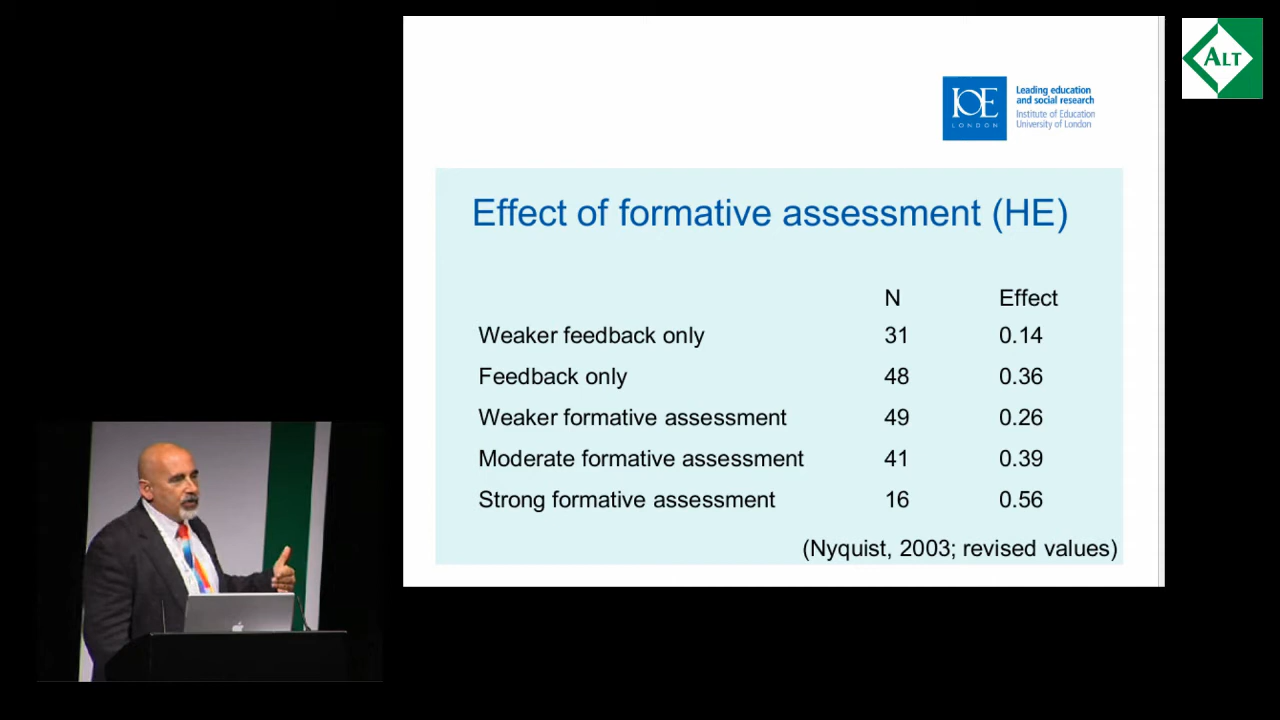 ALT
IOE
LONDON
Leading education
and social research
Institute of Education
University of London
Effect of formative assessment (HE)
N Effect
Weaker feedback only 31 0.14
Feedback only 48 0.36
Weaker formative assessment 49 0.26
Moderate formative assessment 41 0.39
Strong formative assessment 16 0.56
(Nyquist, 2003; revised values)